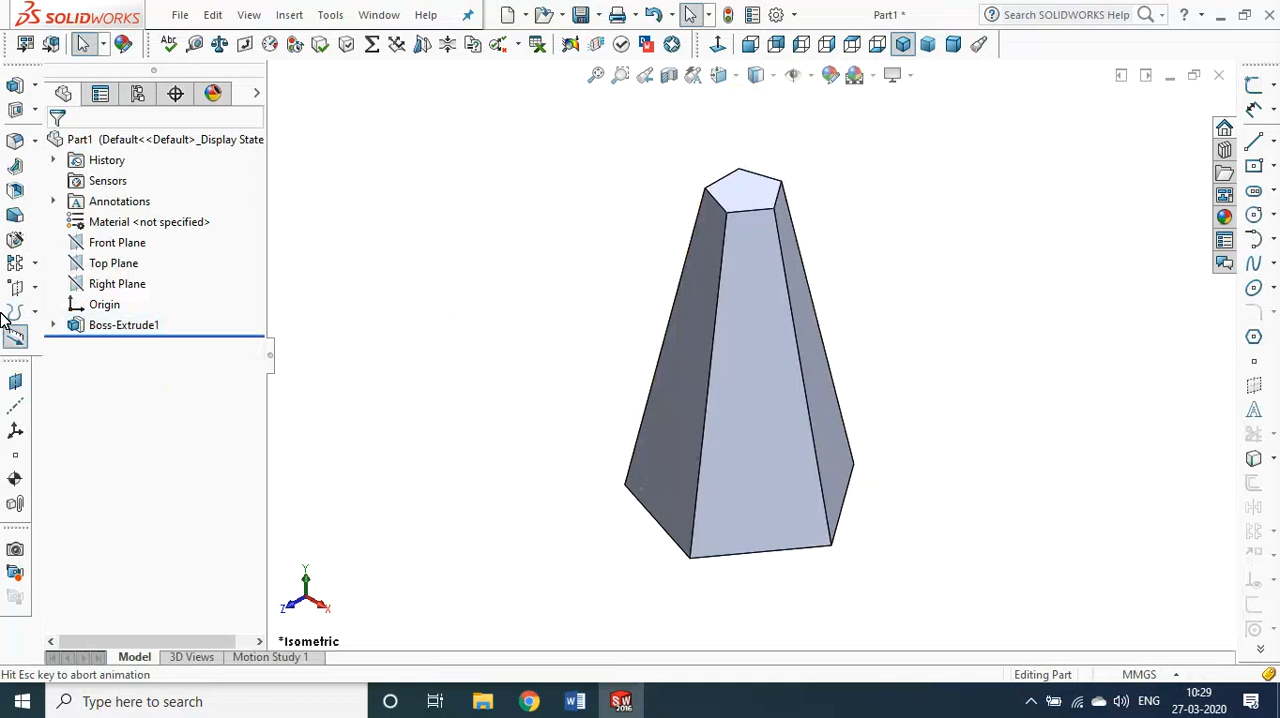 SOLIDWORKS
File
Edit
View
Insert
Tools
Window
Help
Part1 *
Search SOLIDWORKS Help
?
Abc
Part1 (Default<<Default>_Display State
History
Sensors
A Annotations
Material <not specified>
Front Plane
Top Plane
Right Plane
Origin
Boss-Extrude1
Y
Z
X
*Isometric
Model
3D Views
Motion Study 1
Hit Esc key to abort animation
Editing Part
MMGS
Type here to search
SW
2016
ENG
10:29
27-03-2020